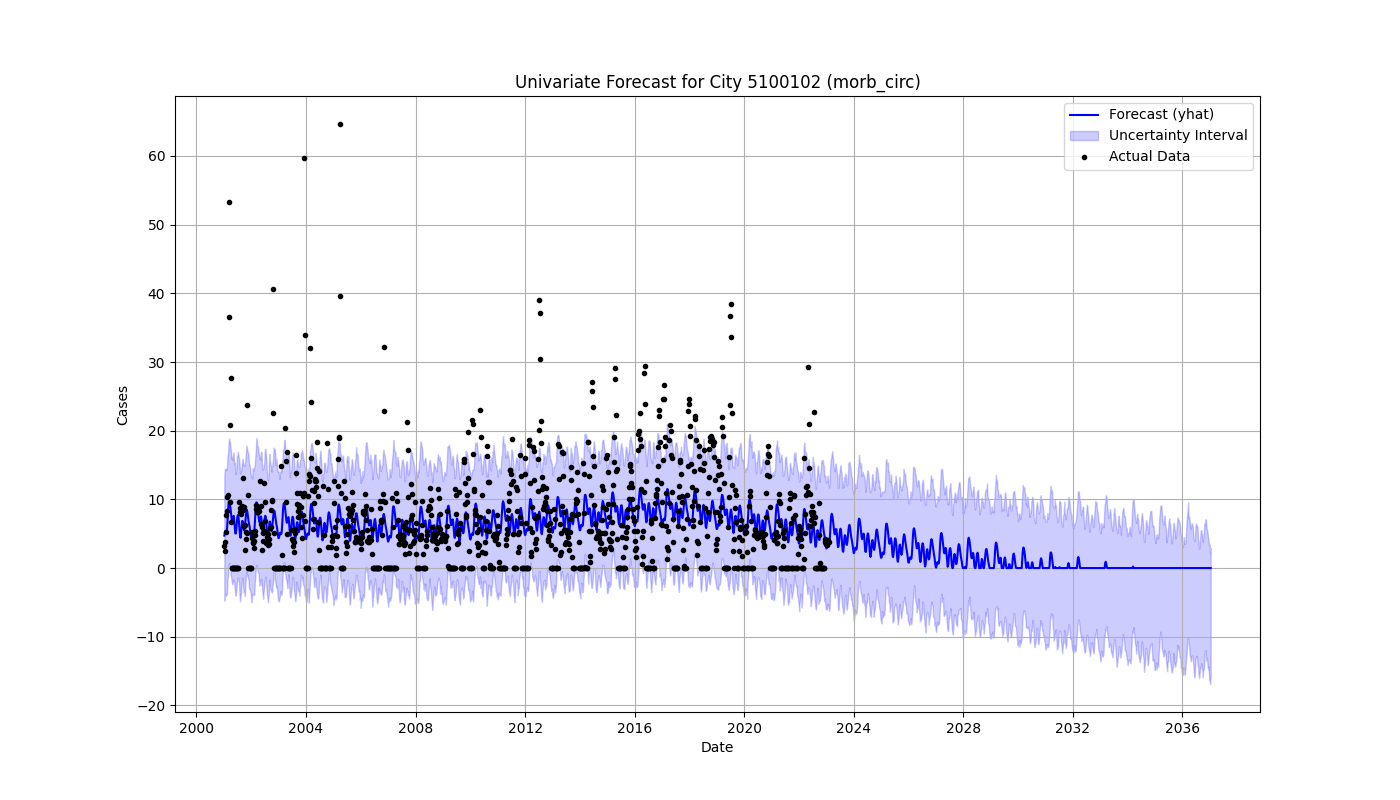 Univariate Forecast for City 5100102 (morb_circ)
Forecast (yhat)
Uncertainty Interval
Actual Data
Cases
60
50
40
30
20
10
0
−10
−20
2000 2004 2008 2012 2016 2020 2024 2028 2032 2036
Date